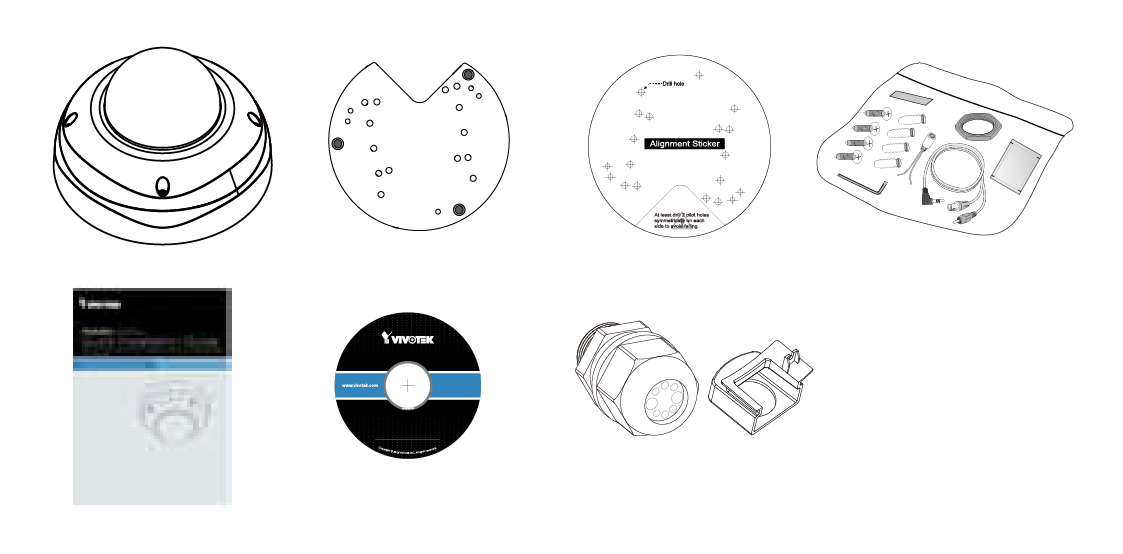 Drill hole
Alignment Sticker
At least drill 2 pilot holes
symmetrically on each
side to avoid falling.
VIVOTEK
VIVOTEK
www.vivotek.com